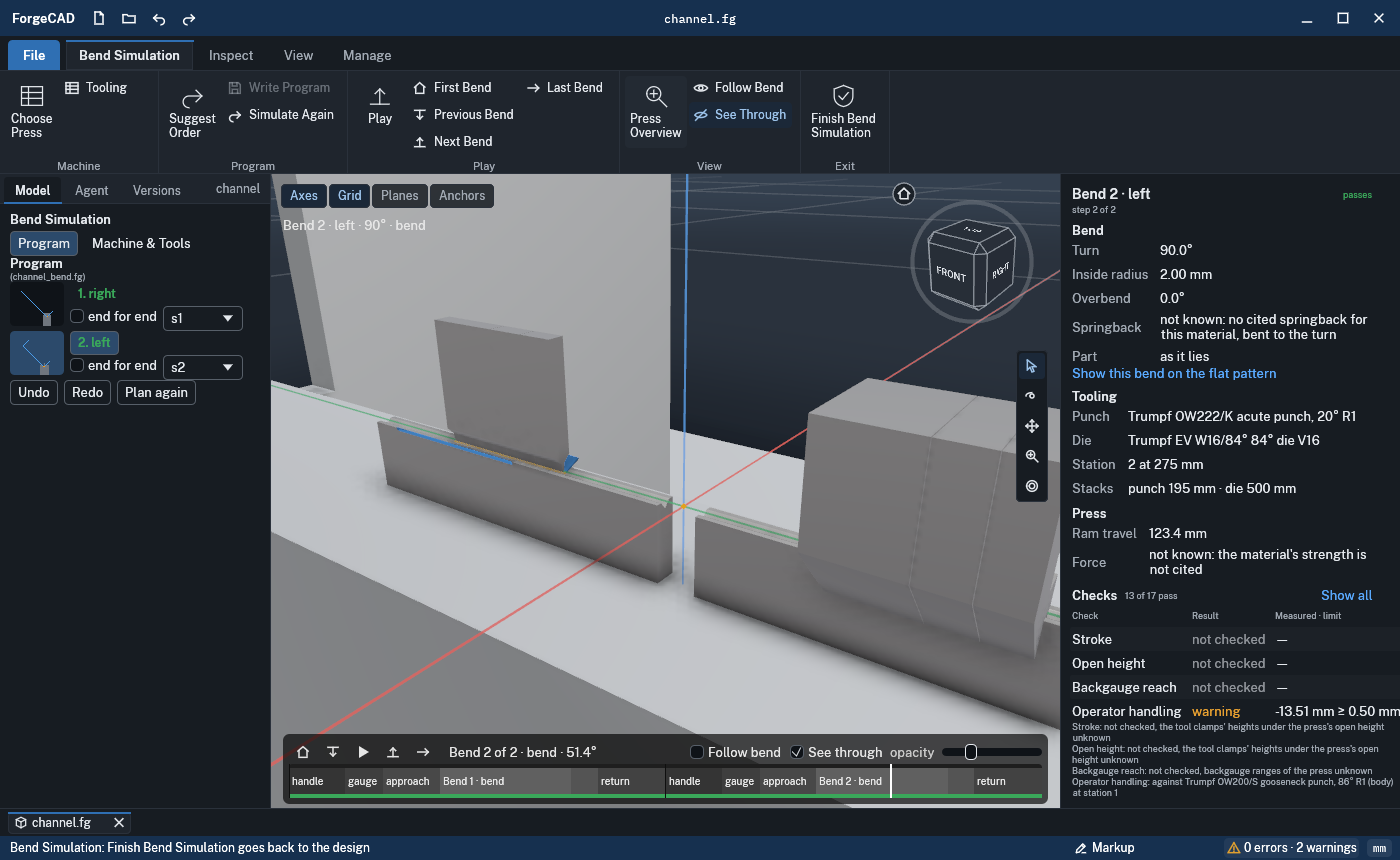 ForgeCAD
channel.fg
File
Bend Simulation
Inspect
View
Manage
Choose Press
Tooling
Machine
Suggest Order
Write Program
Simulate Again
Program
Play
First Bend
Previous Bend
Next Bend
Last Bend
Play
Press Overview
Follow Bend
See Through
View
Finish Bend Simulation
Exit
Model
Agent
Versions
channel
Bend Simulation
Program
Machine & Tools
Program
(channel_bend.fg)
1. right
end for end
s1
2. left
end for end
s2
Undo
Redo
Plan again
Axes
Grid
Planes
Anchors
Bend 2 · left · 90° · bend
FRONT
RIGHT
Bend 2 of 2 · bend · 51.4°
Follow bend
See through
opacity
handle
gauge
approach
Bend 1 · bend
return
handle
gauge
approach
Bend 2 · bend
return
Bend 2 · left
passes
step 2 of 2
Bend
Turn 90.0°
Inside radius 2.00 mm
Overbend 0.0°
Springback not known: no cited springback for
this material, bent to the turn
Part as it lies
Show this bend on the flat pattern
Tooling
Punch Trumpf OW222/K acute punch, 20° R1
Die Trumpf EV W16/84° 84° die V16
Station 2 at 275 mm
Stacks punch 195 mm · die 500 mm
Press
Ram travel 123.4 mm
Force not known: the material's strength is
not cited
Checks 13 of 17 pass Show all
Check Result Measured · limit
Stroke not checked —
Open height not checked —
Backgauge reach not checked —
Operator handling warning -13.51 mm ≥ 0.50 mm
Stroke: not checked, the tool clamps' heights under the press's open height
unknown
Open height: not checked, the tool clamps' heights under the press's open
height unknown
Backgauge reach: not checked, backgauge ranges of the press unknown
Operator handling: against Trumpf OW200/S gooseneck punch, 86° R1 (body)
at station 1
channel.fg
Bend Simulation: Finish Bend Simulation goes back to the design
Markup
0 errors · 2 warnings
mm